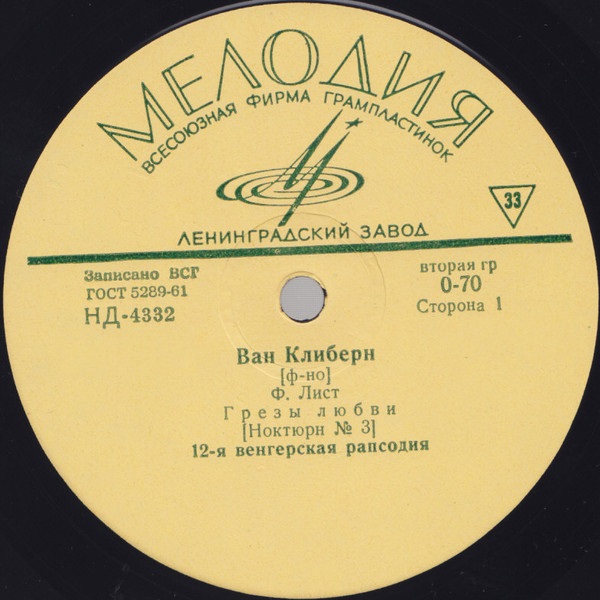 МЕЛОДИЯ
ВСЕСОЮЗНАЯ ФИРМА ГРАМПЛАСТИНОК
33
ЛЕНИНГРАДСКИЙ ЗАВОД
Записано ВСГ
ГОСТ 5289-61
НД-4332
вторая гр
0-70
Сторона 1
Ван Клиберн
[ф-но]
Ф. Лист
Грезы любви
[Ноктюрн № 3]
12-я венгерская рапсодия